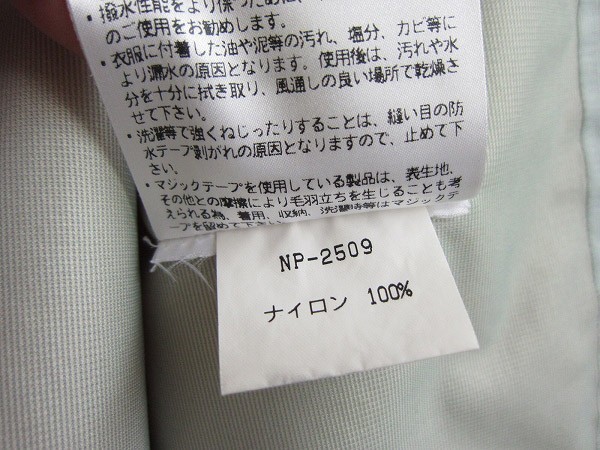 ・撥水性能をより保つため
のご使用をお勧めします。
・衣服に付着した油や泥等の汚れ、塩分、カビ等に
より漏水の原因となります。使用後は、汚れや水
分を十分に拭き取り、風通しの良い場所で乾燥さ
せて下さい。
・洗濯等で強くねじったりすることは、縫い目の防
水テープ剥がれの原因となりますので、止めて下
さい。
・マジックテープを使用している製品は、表生地、
その他との摩擦により毛羽立ちを生じることも考
えられる為、着用、収納、洗濯時等はマジックテ
ープを留めて下さい
NP-2509
ナイロン 100%